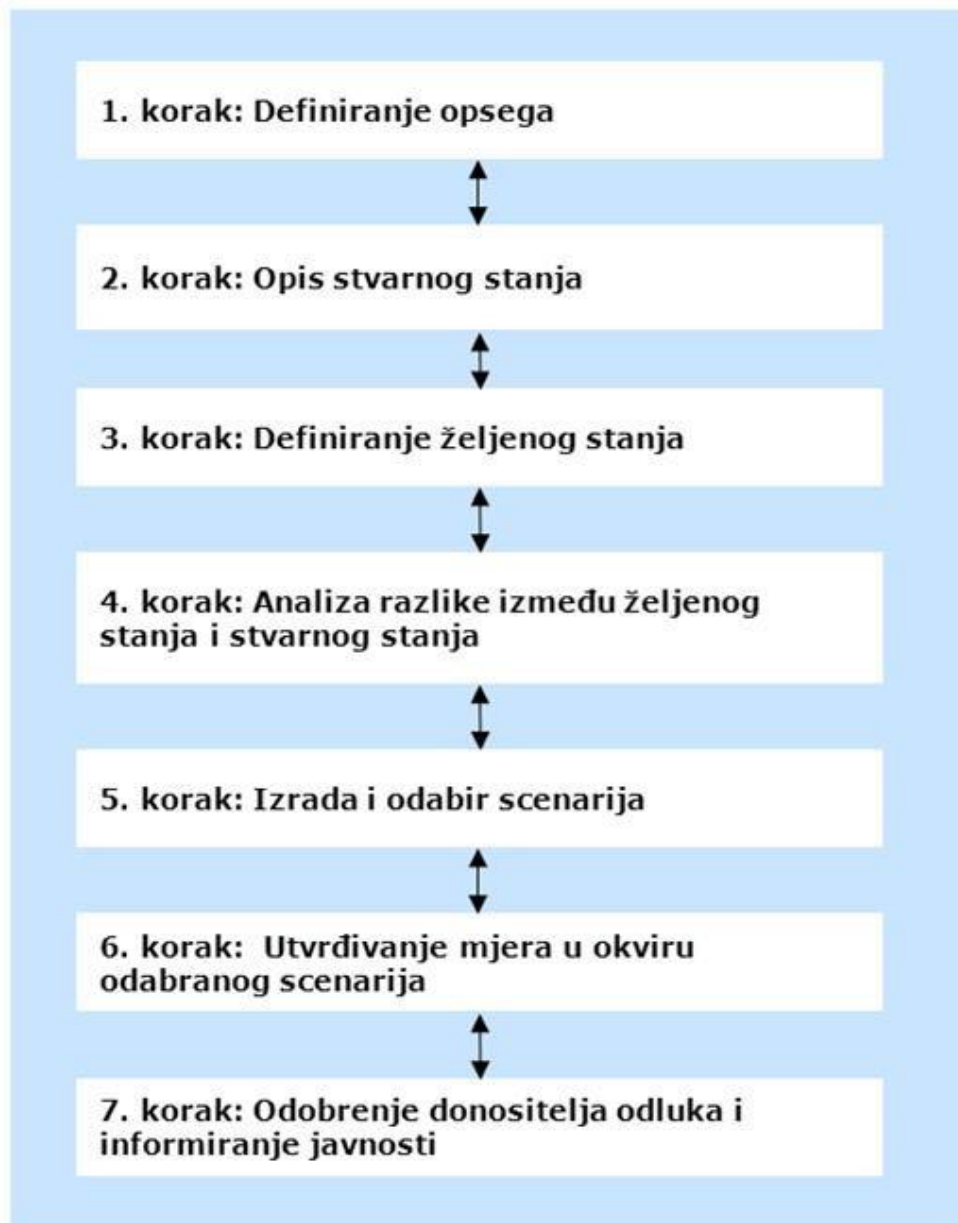 1. korak: Definiranje opsega
2. korak: Opis stvarnog stanja
3. korak: Definiranje željenog stanja
4. korak: Analiza razlike između željenog
stanja i stvarnog stanja
5. korak: Izrada i odabir scenarija
6. korak:  Utvrđivanje mjera u okviru
odabranog scenarija
7. korak: Odobrenje donositelja odluka i
informiranje javnosti